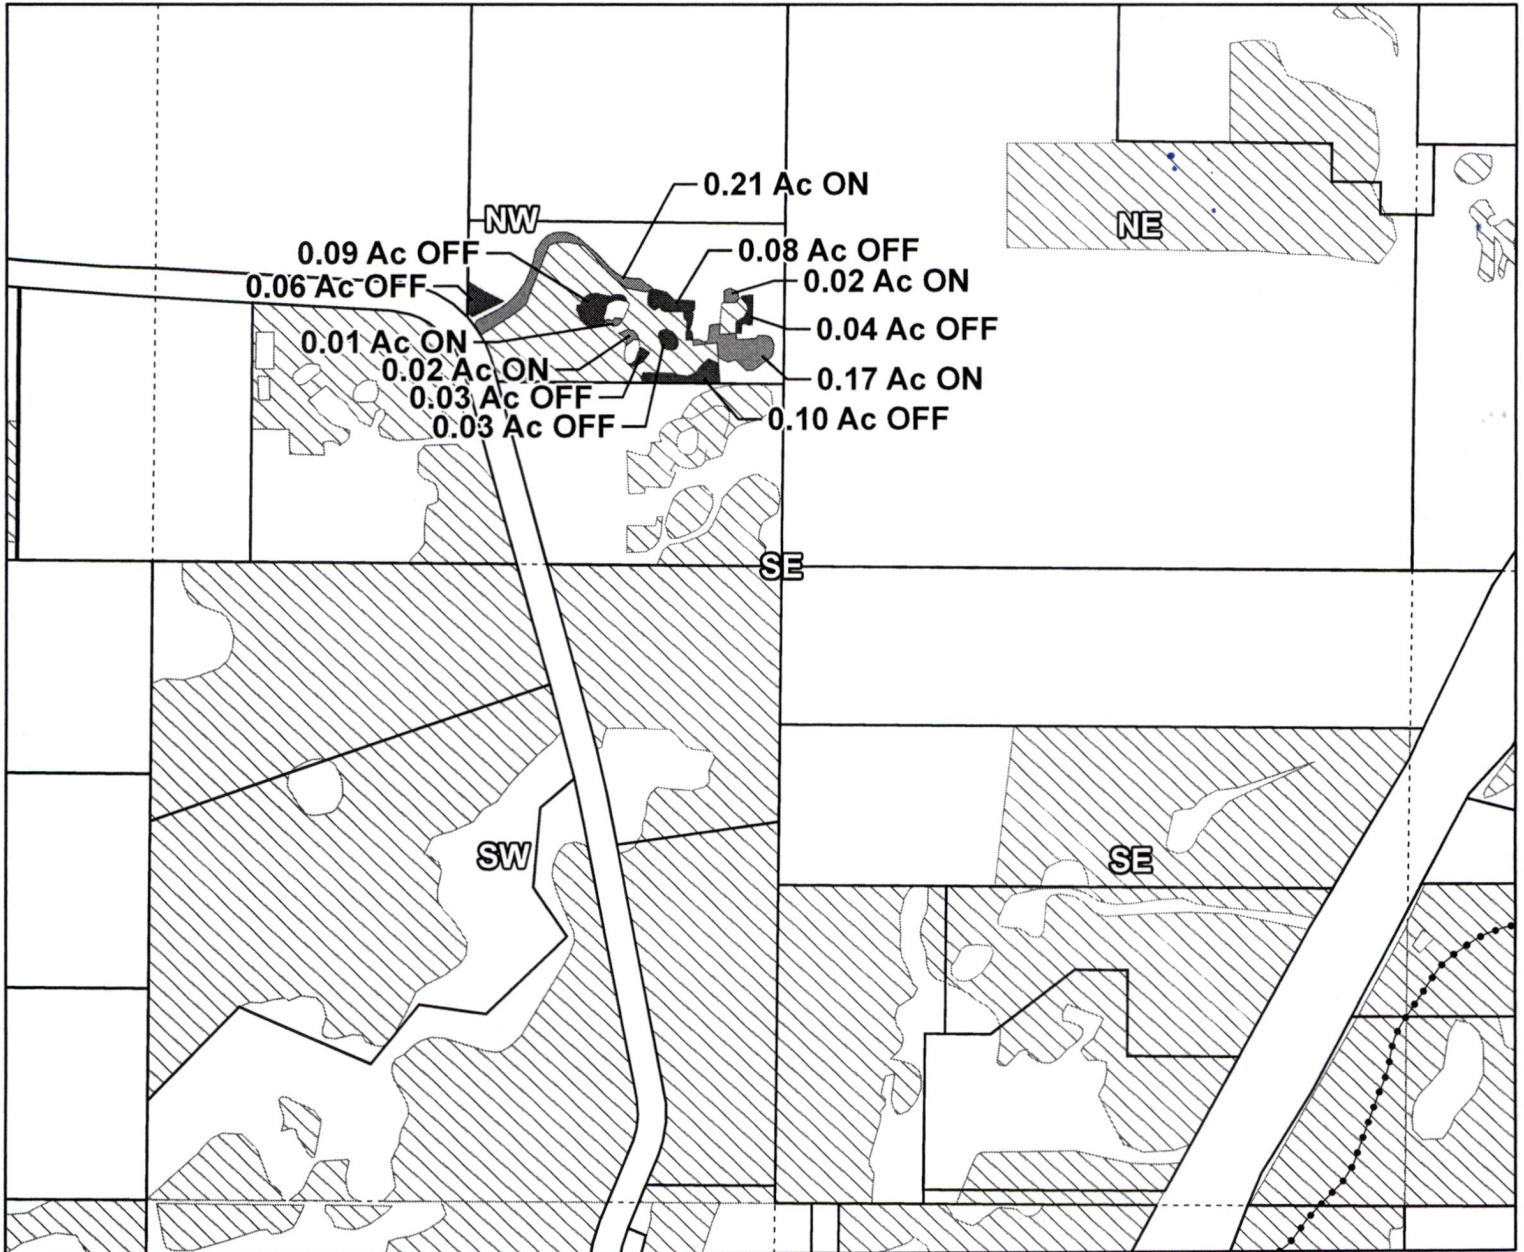 0.21 Ac ON
NW
NE
0.09 Ac OFF
0.08 Ac OFF
0.06 Ac OFF
0.02 Ac ON
0.04 Ac OFF
0.01 Ac ON
0.02 Ac ON
0.17 Ac ON
0.03 Ac OFF
0.10 Ac OFF
0.03 Ac OFF
SE
SW
SE